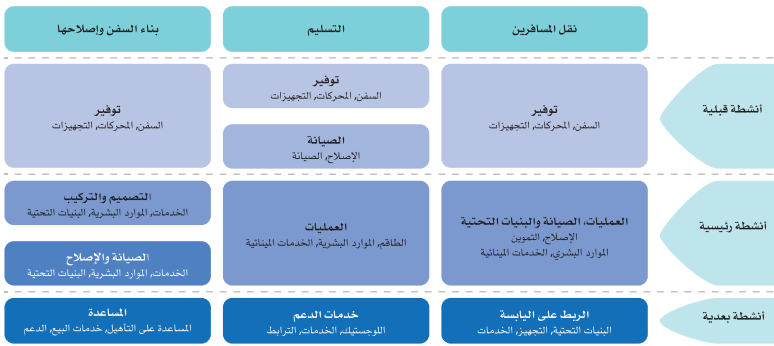 نقل المسافرين
التسليم
بناء السفن وإصلاحها
أنشطة قبلية
توفير
السفن، المحركات، التجهيزات
توفير
السفن، المحركات، التجهيزات
الصيانة
الإصلاح، الصيانة
توفير
السفن، المحركات، التجهيزات
أنشطة رئيسية
العمليات، الصيانة والبنيات التحتية
الإصلاح، التموين
الموارد البشري، الخدمات المينائية
العمليات
الطاقم، الموارد البشرية، الخدمات المينائية
التصميم والتركيب
الخدمات، الموارد البشرية، البنيات التحتية
الصيانة والإصلاح
الخدمات، الموارد البشرية، البنيات التحتية
أنشطة بعدية
الربط على اليابسة
البنيات التحتية، التجهيز، الخدمات
خدمات الدعم
اللوجستيك، الخدمات، الترابط
المساعدة
المساعدة على التأهيل، خدمات البيع، الدعم